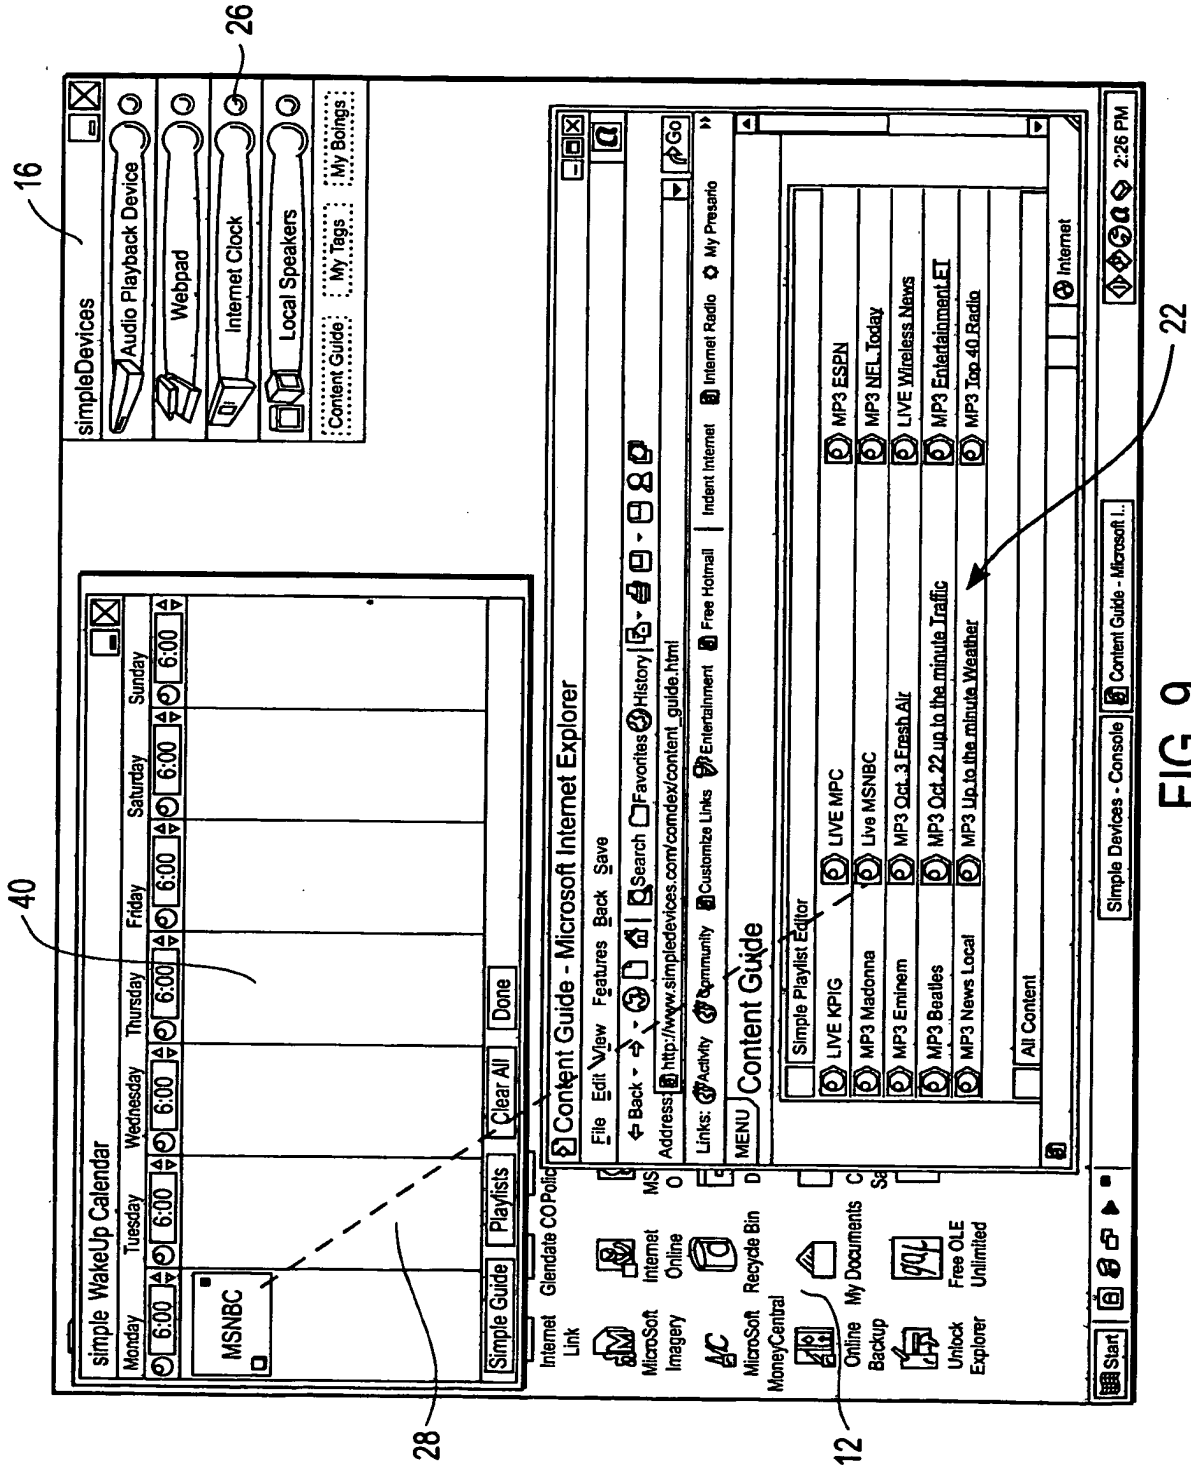 16
26
40
28
12
22
simpleDevices
Audio Playback Device
Webpad
Internet Clock
Local Speakers
Content Guide
My Tags
My Boings
simple WakeUp Calendar
Monday Tuesday Wednesday Thursday Friday Saturday Sunday
6:00 6:00 6:00 6:00 6:00 6:00 6:00
MSNBC
Simple Guide Playlists Clear All Done
Internet Link
Glendate COPolic
MicroSoft Imagery
Internet Online
MS O
MicroSoft MoneyCentral
Recycle Bin
D
Online Backup
My Documents
C Sa
Unlock Explorer
Free OLE Unlimited
Content Guide - Microsoft Internet Explorer
File Edit View Features Back Save
Back Search Favorites History
Address: http://www.simpledevices.com/comdex/content_guide.html Go
Links: Activity Community Customize Links Entertainment Free Hotmail Indent Internet Internet Radio My Presario »
MENU
Content Guide
Simple Playlist Editor
LIVE KPIG LIVE MPC MP3 ESPN
MP3 Madonna Live MSNBC MP3 NFL Today
MP3 Eminem MP3 Oct. 3 Fresh Air LIVE Wireless News
MP3 Beatles MP3 Oct. 22 up to the minute Traffic MP3 Entertainment ET
MP3 News Local MP3 Up to the minute Weather MP3 Top 40 Radio
All Content
Internet
Start
Simple Devices - Console
Content Guide - Microsoft I..
2:26 PM
FIG. 9